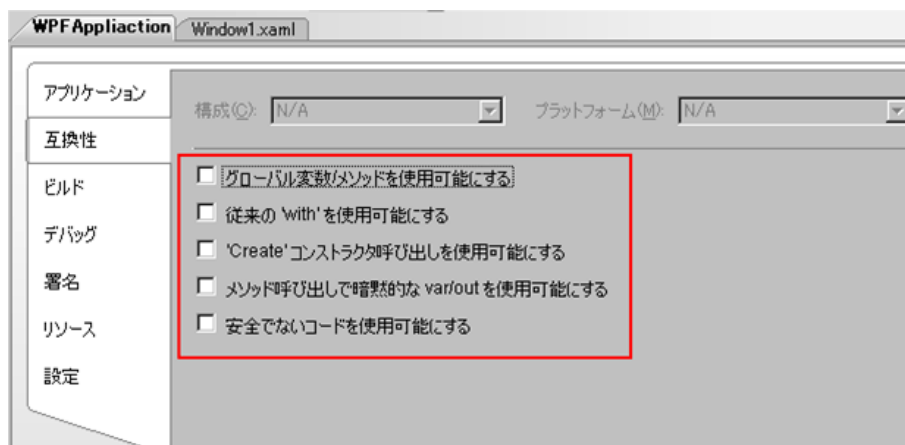 WPFAppliaction Window1.xaml
アプリケーション
構成(C): N/A プラットフォーム(M): N/A
互換性
グローバル変数/メソッドを使用可能にする
ビルド
従来の 'with' を使用可能にする
デバッグ
'Create' コンストラクタ呼び出しを使用可能にする
署名
メソッド呼び出しで暗黙的な var/out を使用可能にする
リソース
安全でないコードを使用可能にする
設定